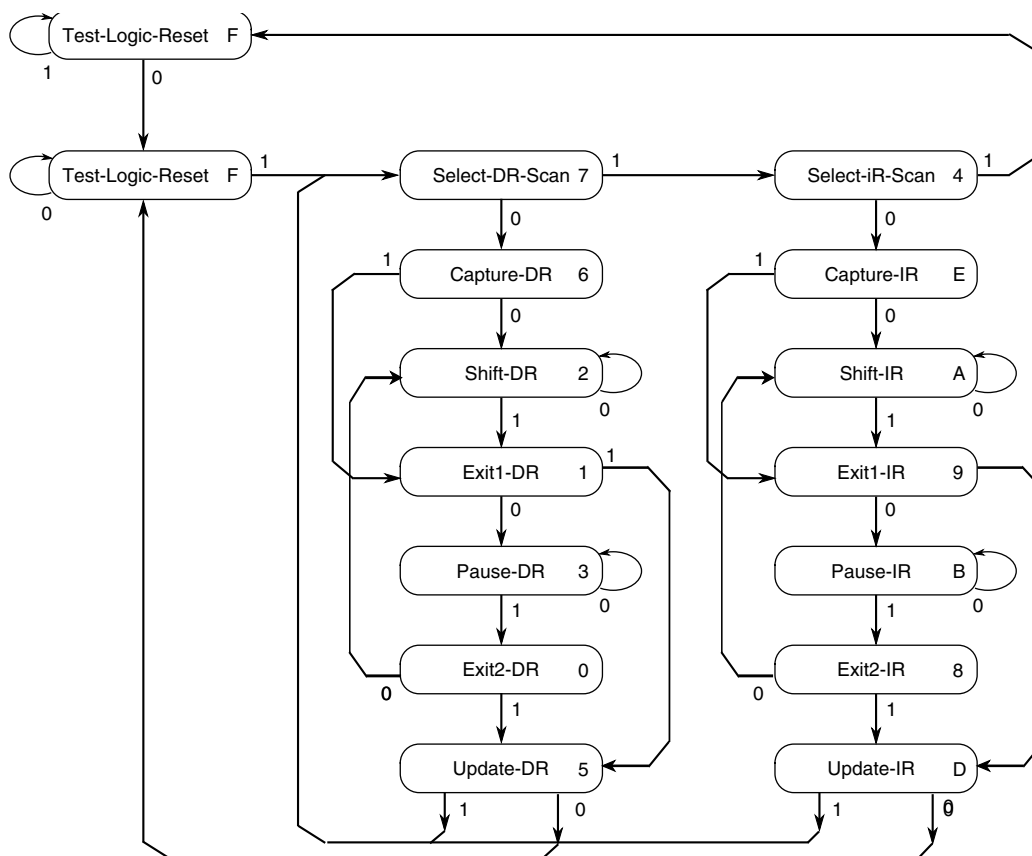 Test-Logic-Reset F
1
0
Test-Logic-Reset F
1
0
Select-DR-Scan 7
1
Select-iR-Scan 4
1
0
0
1
Capture-DR 6
1
Capture-IR E
0
0
Shift-DR 2
Shift-IR A
0
0
1
1
Exit1-DR 1
1
Exit1-IR 9
0
0
Pause-DR 3
Pause-IR B
0
0
1
1
Exit2-DR 0
Exit2-IR 8
0
0
1
1
Update-DR 5
Update-IR D
1
0
1